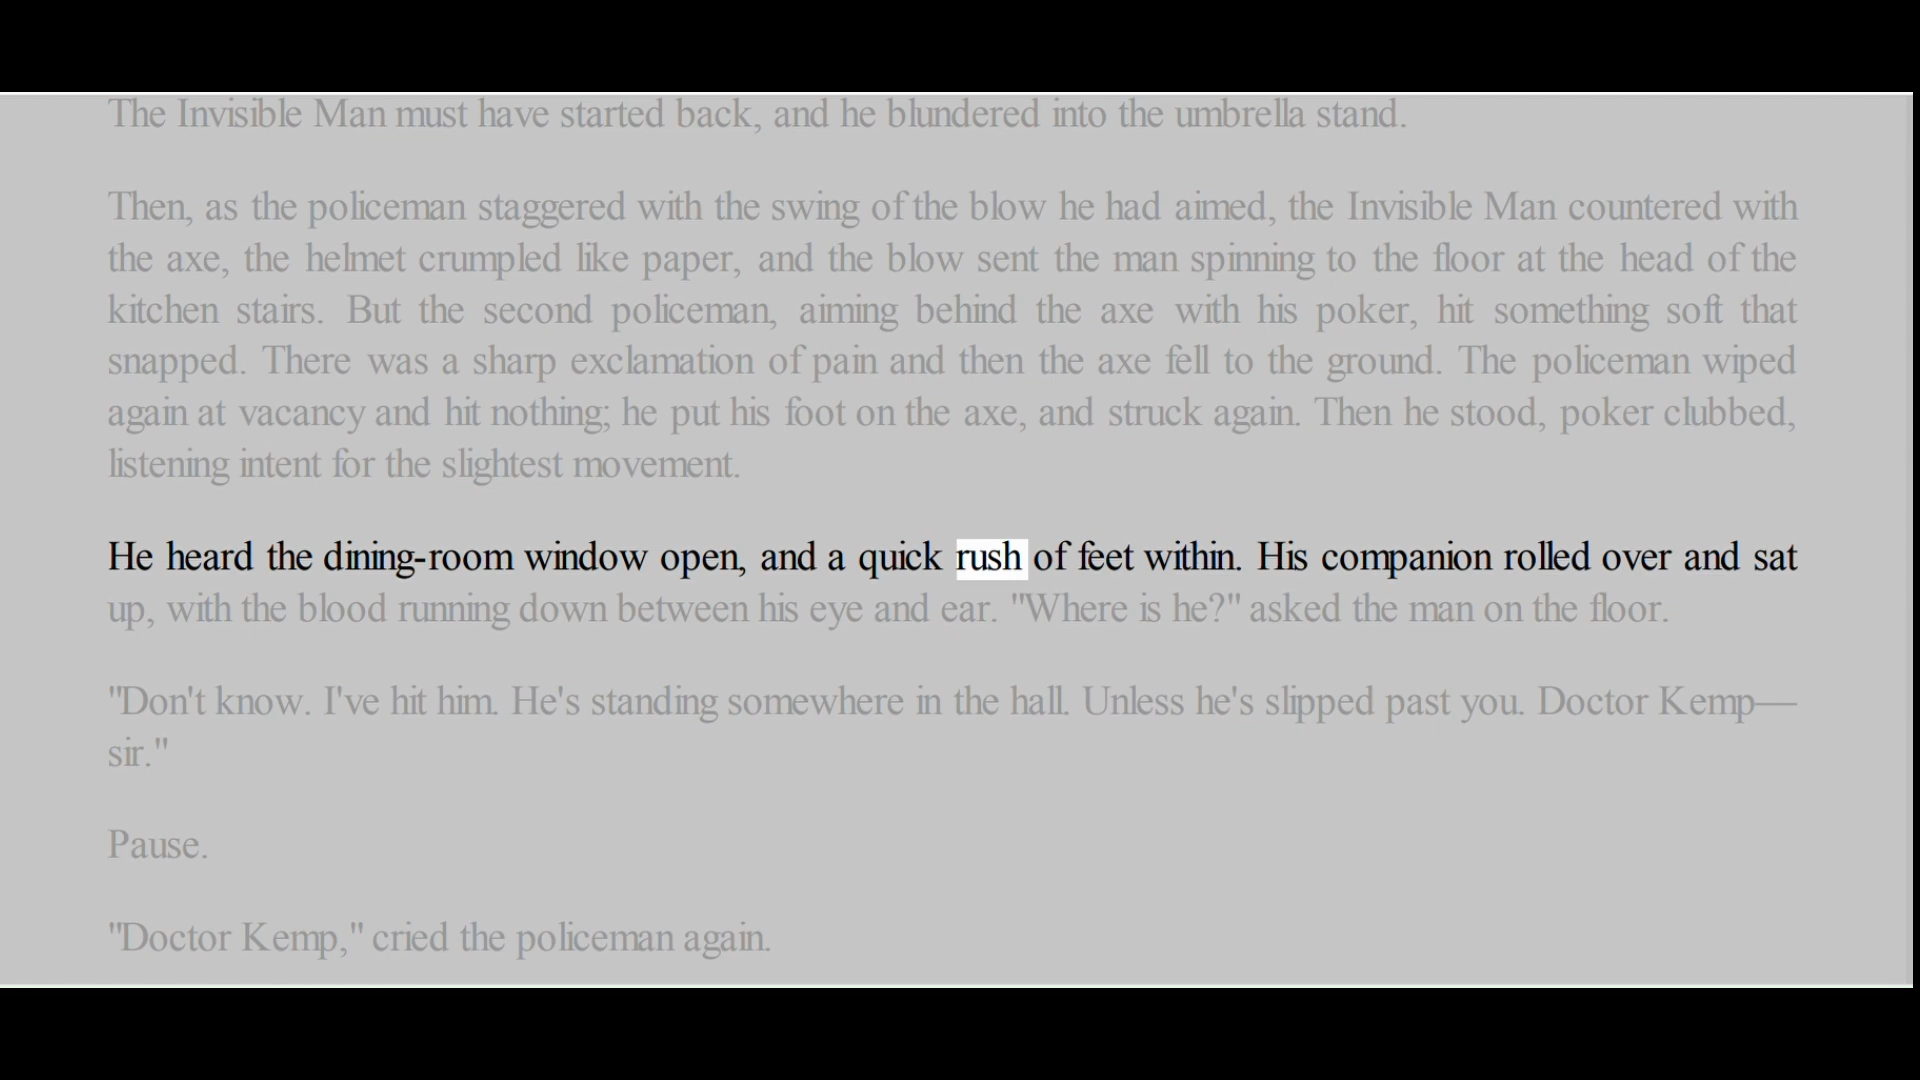 The Invisible Man must have started back, and he blundered into the umbrella stand.
Then, as the policeman staggered with the swing of the blow he had aimed, the Invisible Man countered with
the axe, the helmet crumpled like paper, and the blow sent the man spinning to the floor at the head of the
kitchen stairs. But the second policeman, aiming behind the axe with his poker, hit something soft that
snapped. There was a sharp exclamation of pain and then the axe fell to the ground. The policeman wiped
again at vacancy and hit nothing; he put his foot on the axe, and struck again. Then he stood, poker clubbed,
listening intent for the slightest movement.
He heard the dining-room window open, and a quick rush of feet within. His companion rolled over and sat
up, with the blood running down between his eye and ear. "Where is he?" asked the man on the floor.
"Don't know. I've hit him. He's standing somewhere in the hall. Unless he's slipped past you. Doctor Kemp—
sir."
Pause.
"Doctor Kemp," cried the policeman again.